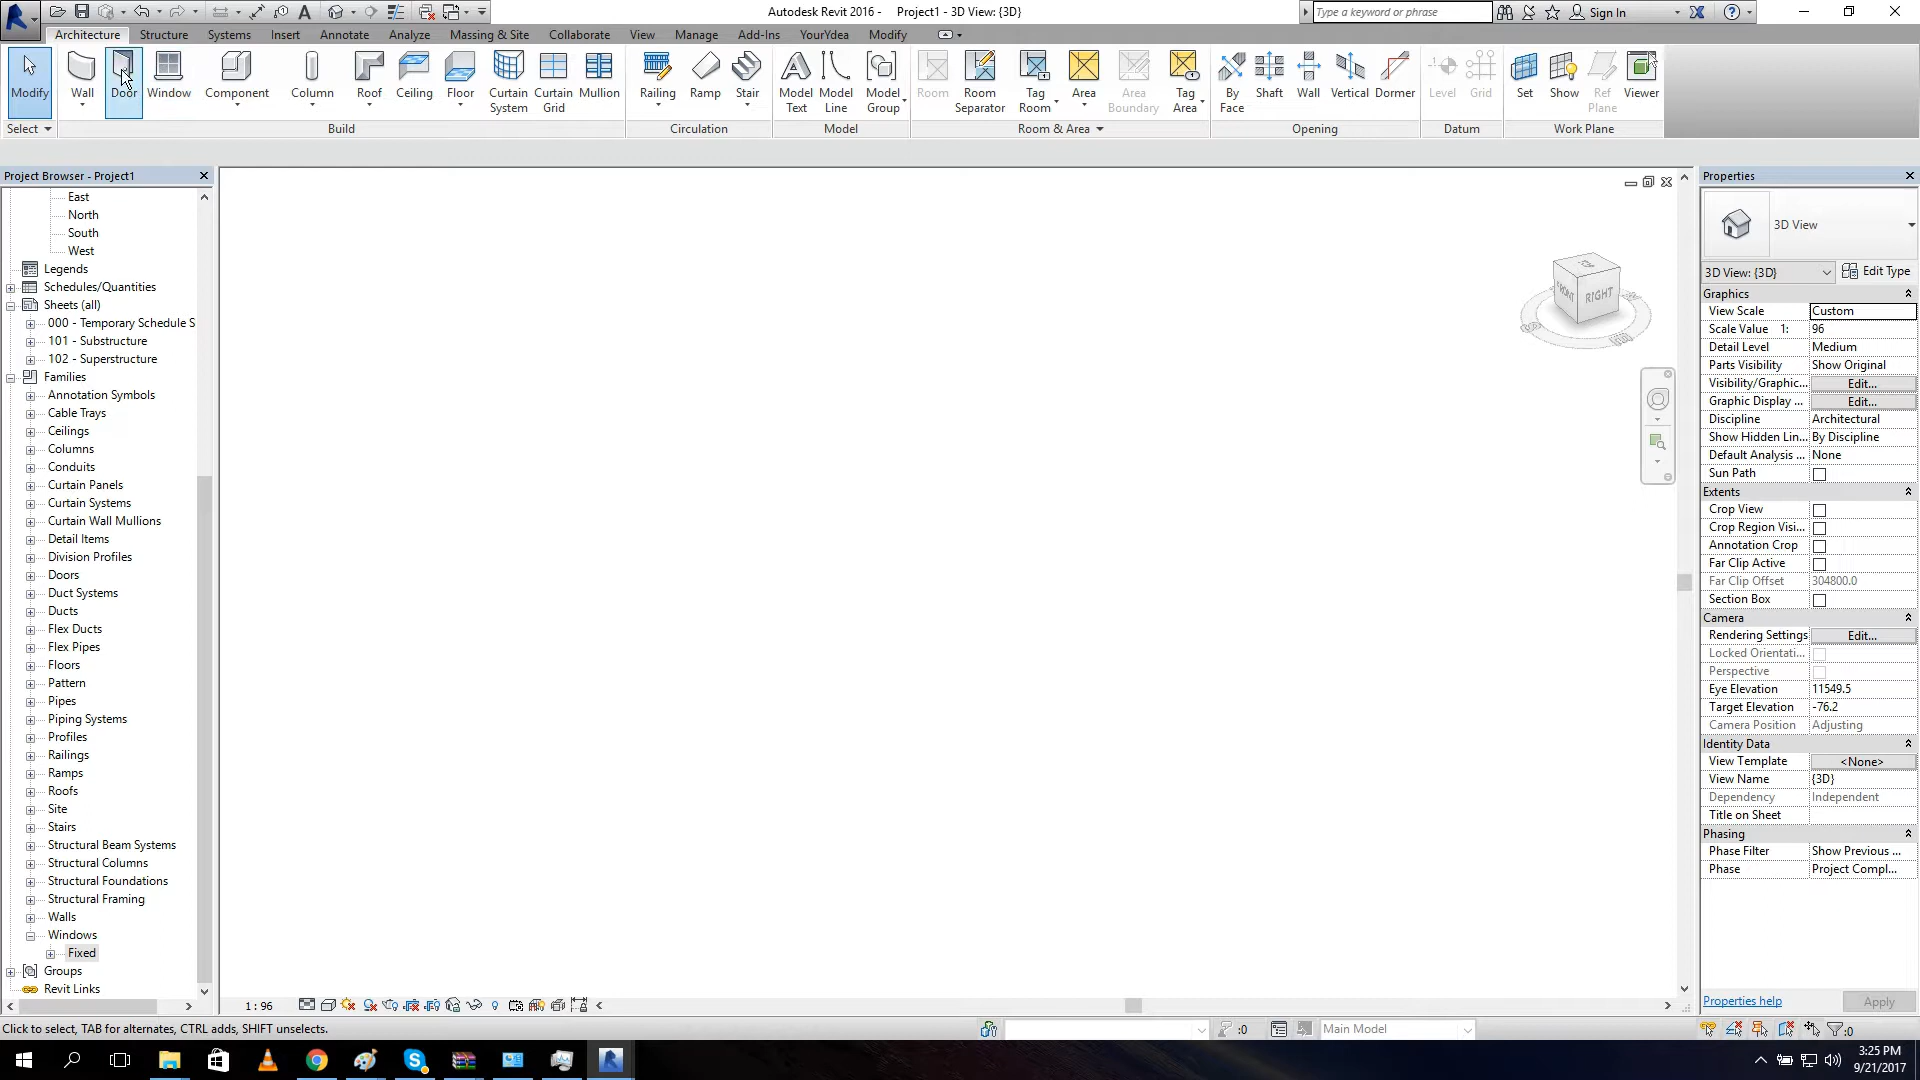 Autodesk Revit 2016 - Project1 - 3D View: {3D}
Type a keyword or phrase
Sign In
Architecture Structure Systems Insert Annotate Analyze Massing & Site Collaborate View Manage Add-Ins YourYdea Modify
Modify Wall Door Window Component Column Roof Ceiling Floor Curtain System Curtain Grid Mullion Railing Ramp Stair Model Text Model Line Model Group Room Room Separator Tag Room Area Area Boundary Tag Area By Face Shaft Wall Vertical Dormer Level Grid Set Show Ref Plane Viewer
Select Build Circulation Model Room & Area Opening Datum Work Plane
Project Browser - Project1
East
North
South
West
Legends
Schedules/Quantities
Sheets (all)
000 - Temporary Schedule S
101 - Substructure
102 - Superstructure
Families
Annotation Symbols
Cable Trays
Ceilings
Columns
Conduits
Curtain Panels
Curtain Systems
Curtain Wall Mullions
Detail Items
Division Profiles
Doors
Duct Systems
Ducts
Flex Ducts
Flex Pipes
Floors
Pattern
Pipes
Piping Systems
Profiles
Railings
Ramps
Roofs
Site
Stairs
Structural Beam Systems
Structural Columns
Structural Foundations
Structural Framing
Walls
Windows
Fixed
Groups
Revit Links
FRONT RIGHT
Properties
3D View
3D View: {3D} Edit Type
Graphics
View Scale Custom
Scale Value 1: 96
Detail Level Medium
Parts Visibility Show Original
Visibility/Graphic... Edit...
Graphic Display ... Edit...
Discipline Architectural
Show Hidden Lin... By Discipline
Default Analysis ... None
Sun Path
Extents
Crop View
Crop Region Visi...
Annotation Crop
Far Clip Active
Far Clip Offset 304800.0
Section Box
Camera
Rendering Settings Edit...
Locked Orientati...
Perspective
Eye Elevation 11549.5
Target Elevation -76.2
Camera Position Adjusting
Identity Data
View Template <None>
View Name {3D}
Dependency Independent
Title on Sheet
Phasing
Phase Filter Show Previous ...
Phase Project Compl...
Properties help Apply
1 : 96
Click to select, TAB for alternates, CTRL adds, SHIFT unselects.
:0
Main Model
:0
3:25 PM
9/21/2017